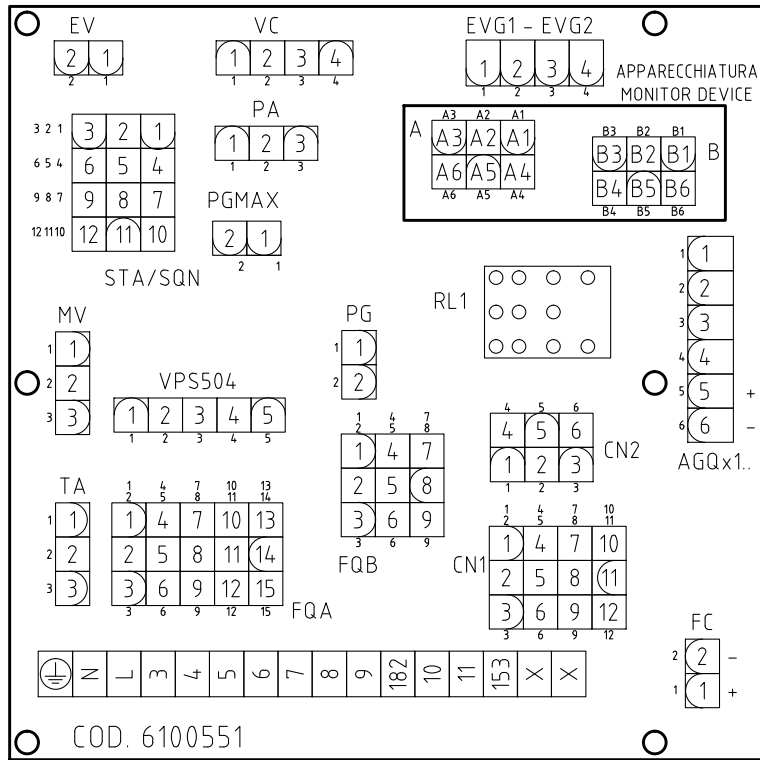 EV
2 1
2 1
VC
1 2 3 4
1 2 3 4
EVG1 - EVG2
1 2 3 4
1 2 3 4
APPARECCHIATURA
MONITOR DEVICE
PA
1 2 3
1 2 3
3 2 1 3 2 1
6 5 4 6 5 4
9 8 7 9 8 7
12 11 10 12 11 10
STA/SQN
PGMAX
2 1
2 1
A
A3 A2 A1
A3 A2 A1
A6 A5 A4
A6 A5 A4
B3 B2 B1
B3 B2 B1
B
B4 B5 B6
B4 B5 B6
RL1
1 1
2 2
3 3
4 4
5 5 +
6 6 -
AGQx1..
MV
1 1
2 2
3 3
VPS504
1 2 3 4 5
1 2 3 4 5
PG
1 1
2 2
1 4 7
2 5 8
1 4 7
2 5 8
3 6 9
3 6 9
FQB
4 5 6
4 5 6
1 2 3
1 2 3
CN2
TA
1 1
2 2
3 3
1 4 7 10 13
2 5 8 11 14
1 4 7 10 13
2 5 8 11 14
3 6 9 12 15
3 6 9 12 15
FQA
CN1
1 4 7 10
2 5 8 11
1 4 7 10
2 5 8 11
3 6 9 12
3 6 9 12
FC
2 2 -
1 1 +
N L 3 4 5 6 7 8 9 182 10 11 153 X X
COD. 6100551